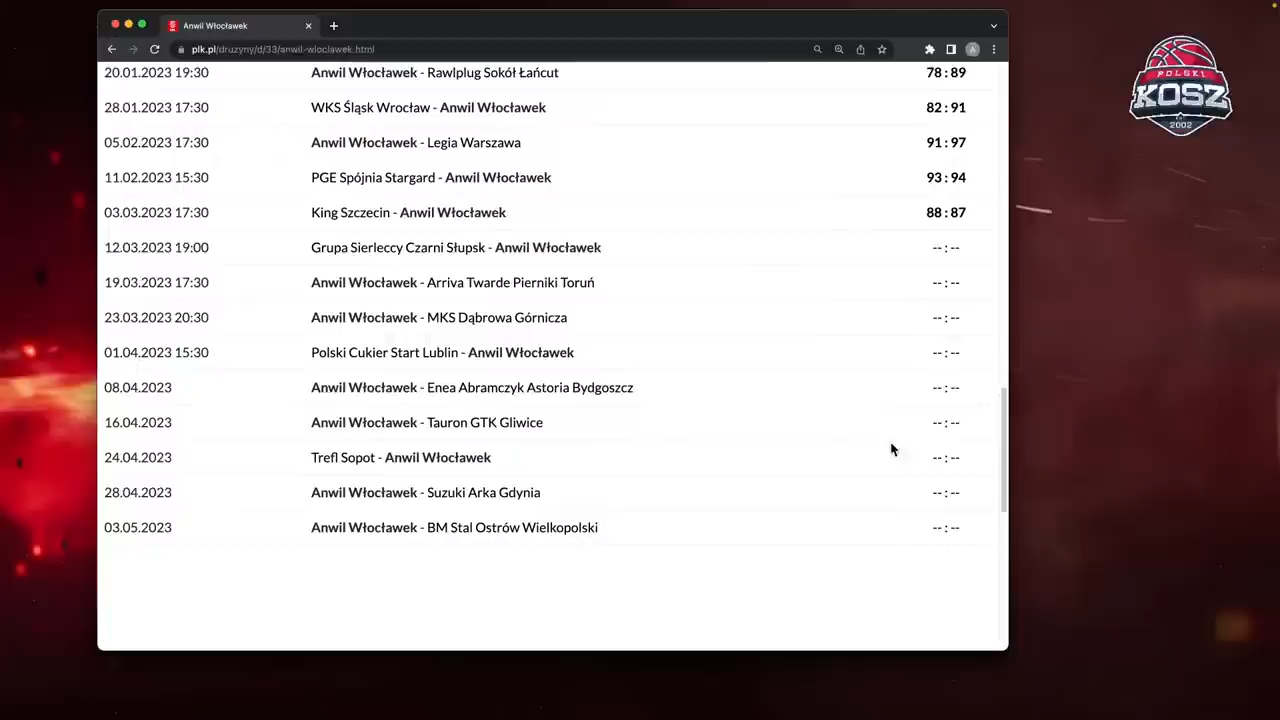 Anwil Włocławek
plk.pl/druzyny/d/33/anwil-wloclawek.html
20.01.2023 19:30 Anwil Włocławek - Rawlplug Sokół Łańcut 78 : 89
28.01.2023 17:30 WKS Śląsk Wrocław - Anwil Włocławek 82 : 91
05.02.2023 17:30 Anwil Włocławek - Legia Warszawa 91 : 97
11.02.2023 15:30 PGE Spójnia Stargard - Anwil Włocławek 93 : 94
03.03.2023 17:30 King Szczecin - Anwil Włocławek 88 : 87
12.03.2023 19:00 Grupa Sierleccy Czarni Słupsk - Anwil Włocławek -- : --
19.03.2023 17:30 Anwil Włocławek - Arriva Twarde Pierniki Toruń -- : --
23.03.2023 20:30 Anwil Włocławek - MKS Dąbrowa Górnicza -- : --
01.04.2023 15:30 Polski Cukier Start Lublin - Anwil Włocławek -- : --
08.04.2023 Anwil Włocławek - Enea Abramczyk Astoria Bydgoszcz -- : --
16.04.2023 Anwil Włocławek - Tauron GTK Gliwice -- : --
24.04.2023 Trefl Sopot - Anwil Włocławek -- : --
28.04.2023 Anwil Włocławek - Suzuki Arka Gdynia -- : --
03.05.2023 Anwil Włocławek - BM Stal Ostrów Wielkopolski -- : --
POLSKI
KOSZ
2002